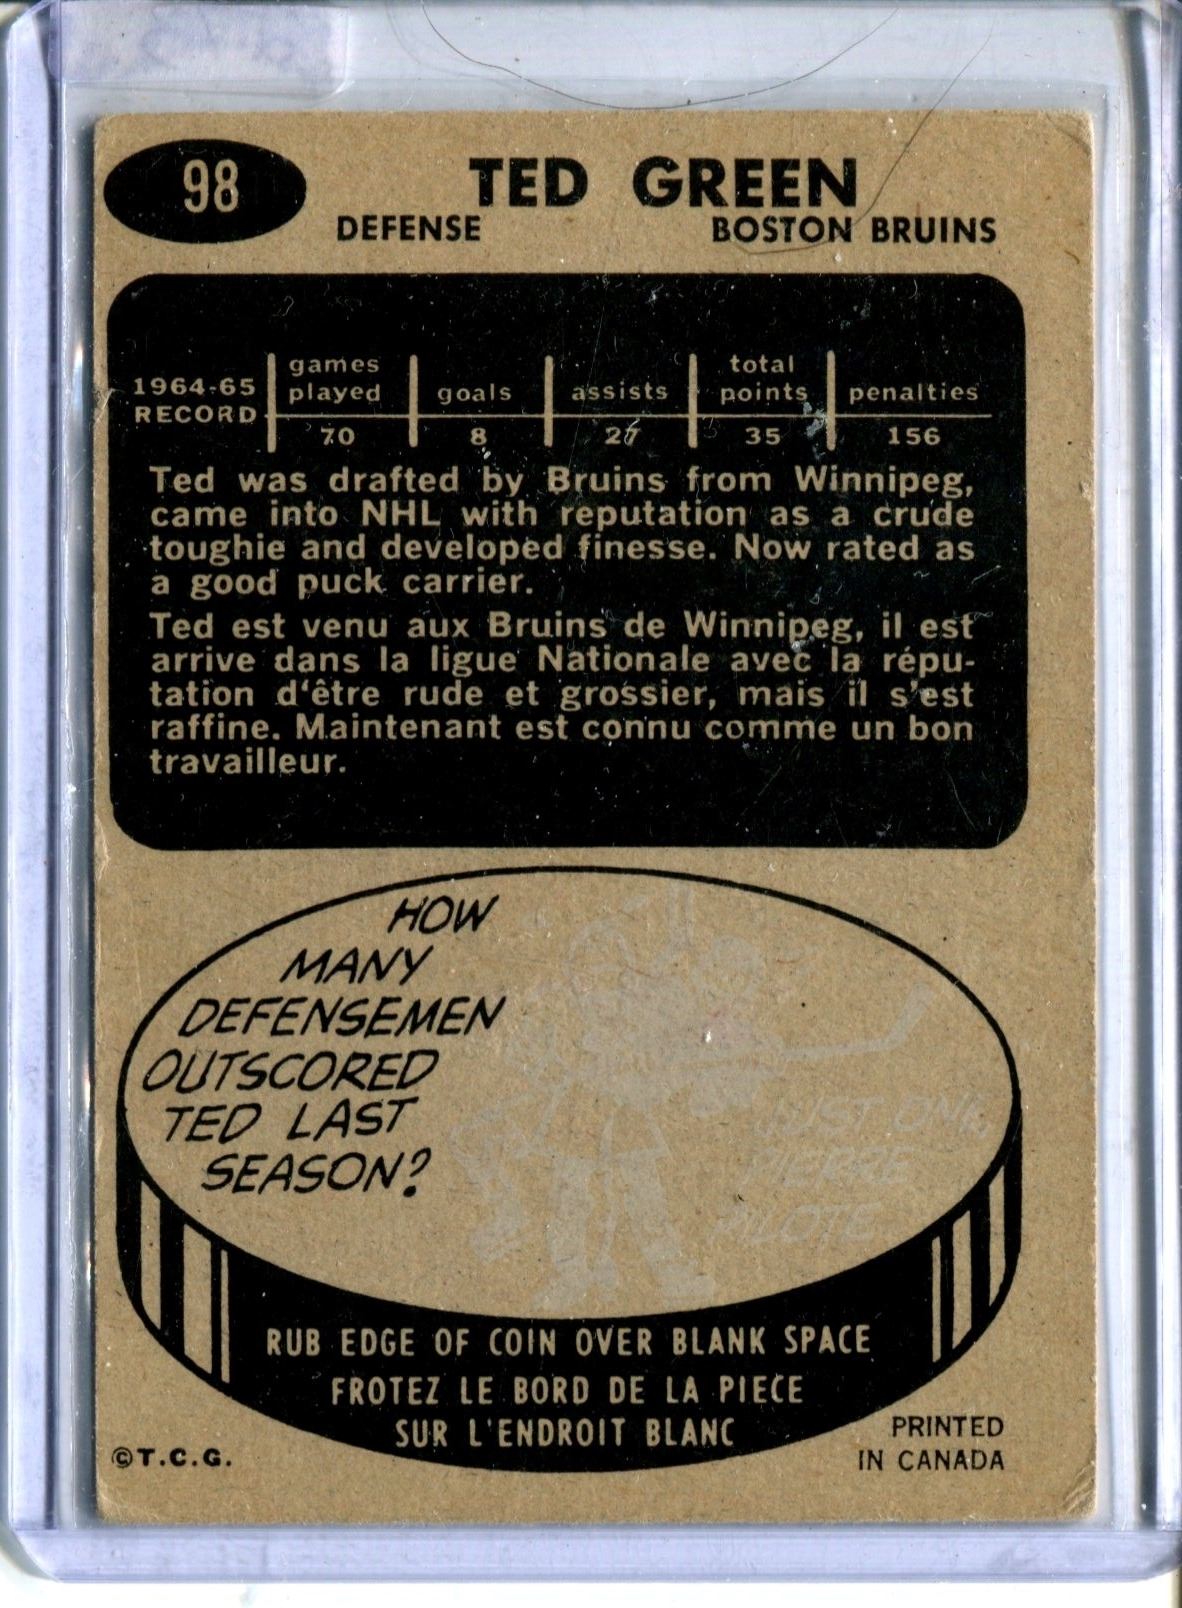 98
TED GREEN
DEFENSE
BOSTON BRUINS
1964-65 RECORD
games played
goals
assists
total points
penalties
70
8
27
35
156
Ted was drafted by Bruins from Winnipeg,
came into NHL with reputation as a crude
toughie and developed finesse. Now rated as
a good puck carrier.
Ted est venu aux Bruins de Winnipeg, il est
arrive dans la ligue Nationale avec la répu-
tation d'être rude et grossier, mais il s'est
raffine. Maintenant est connu comme un bon
travailleur.
HOW
MANY
DEFENSEMEN
OUTSCORED
TED LAST
SEASON?
JUST ONE,
PIERRE
PILOTE
RUB EDGE OF COIN OVER BLANK SPACE
FROTEZ LE BORD DE LA PIECE
SUR L'ENDROIT BLANC
©T.C.G.
PRINTED
IN CANADA